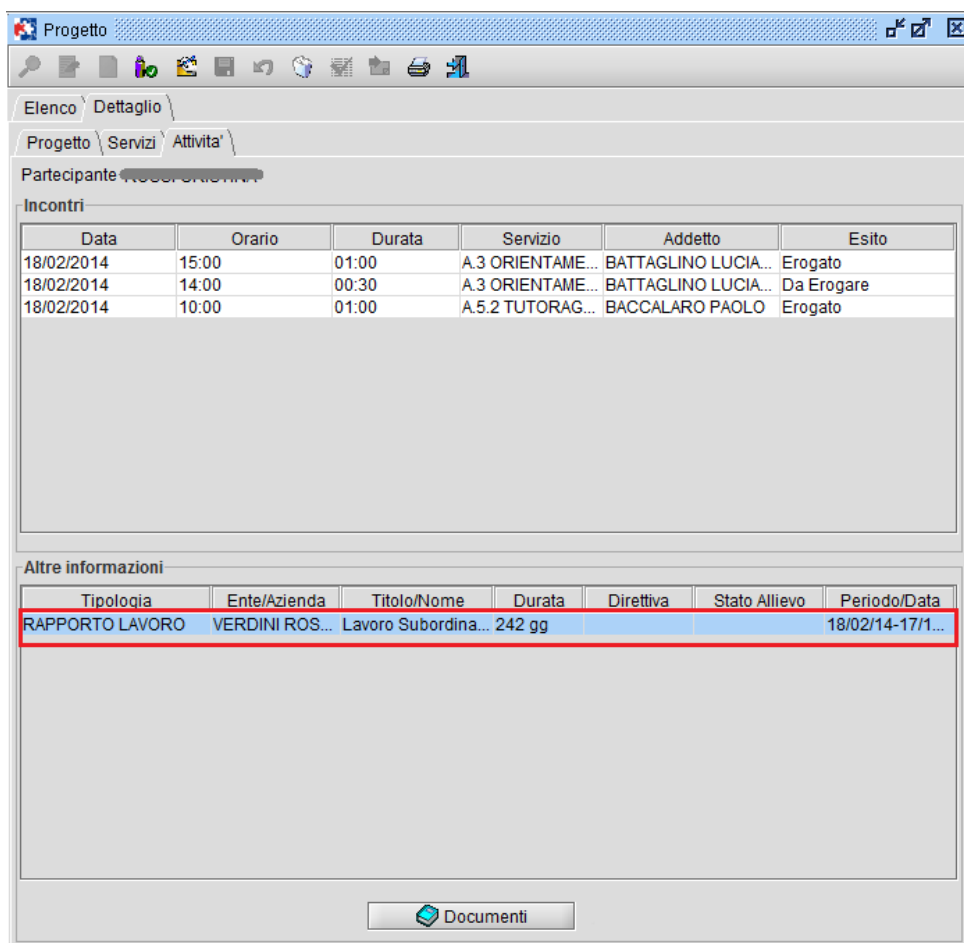 Progetto
Elenco Dettaglio
Progetto Servizi Attivita'
Partecipante
Incontri
Data Orario Durata Servizio Addetto Esito
18/02/2014 15:00 01:00 A.3 ORIENTAME... BATTAGLINO LUCIA... Erogato
18/02/2014 14:00 00:30 A.3 ORIENTAME... BATTAGLINO LUCIA... Da Erogare
18/02/2014 10:00 01:00 A.5.2 TUTORAG... BACCALARO PAOLO Erogato
Altre informazioni
Tipologia Ente/Azienda Titolo/Nome Durata Direttiva Stato Allievo Periodo/Data
RAPPORTO LAVORO VERDINI ROS... Lavoro Subordina... 242 gg 18/02/14-17/1...
Documenti